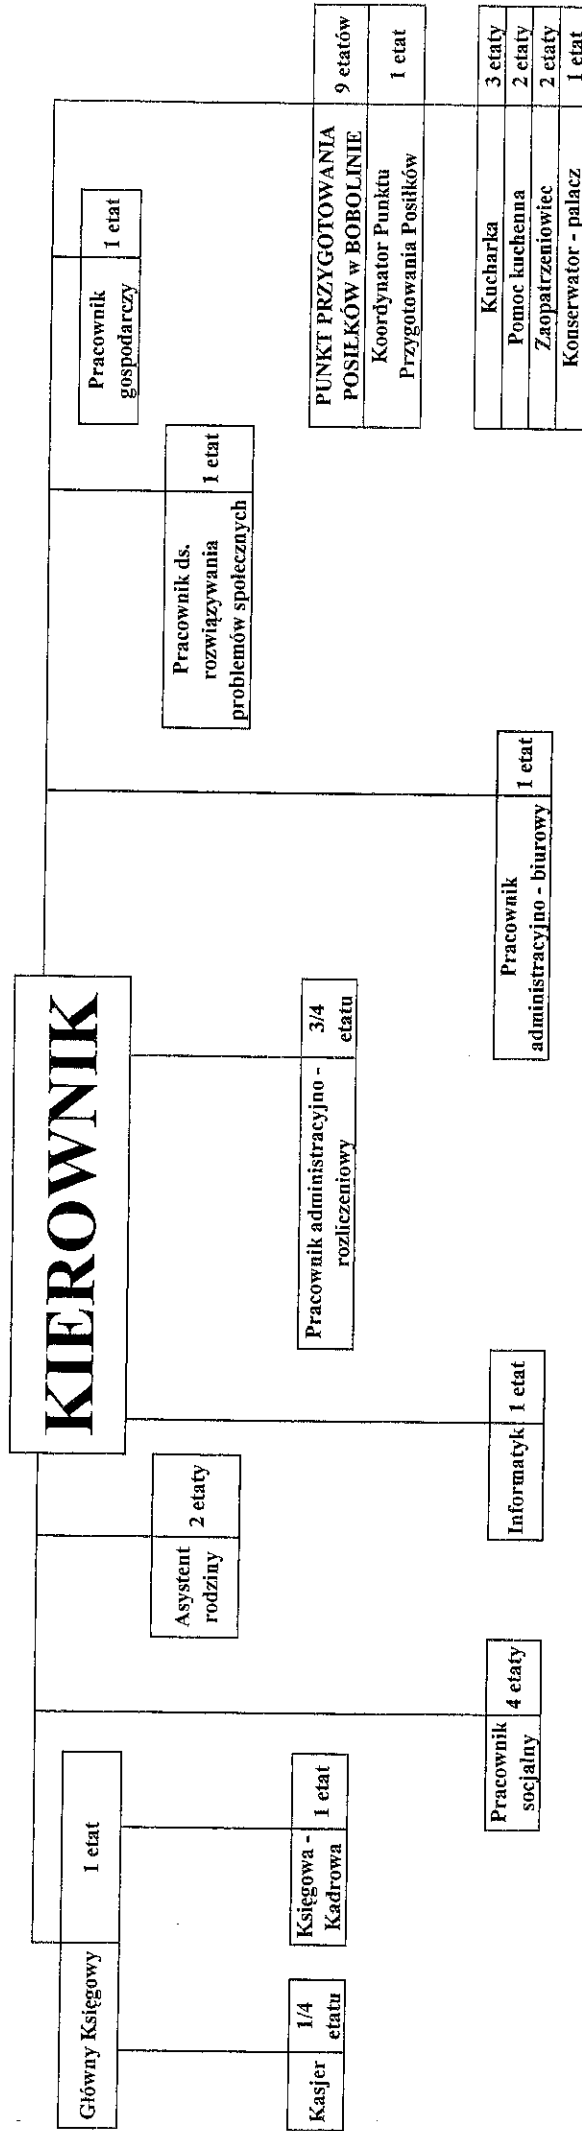 KIEROWNIK
Główny Księgowy
1 etat
Kasjer
1/4
etatu
Księgowa -
Kadrowa
1 etat
Pracownik
socjalny
4 etaty
Asystent
rodziny
2 etaty
Informatyk
1 etat
Pracownik administracyjno -
rozliczeniowy
3/4
etatu
Pracownik
administracyjno - biurowy
1 etat
Pracownik ds.
rozwiązywania
problemów społecznych
1 etat
Pracownik
gospodarczy
1 etat
PUNKT PRZYGOTOWANIA
POSIŁKÓW w BOBOLINIE
9 etatów
Koordynator Punktu
Przygotowania Posiłków
1 etat
Kucharka
3 etaty
Pomoc kuchenna
2 etaty
Zaopatrzeniowiec
2 etaty
Konserwator - palacz
1 etat